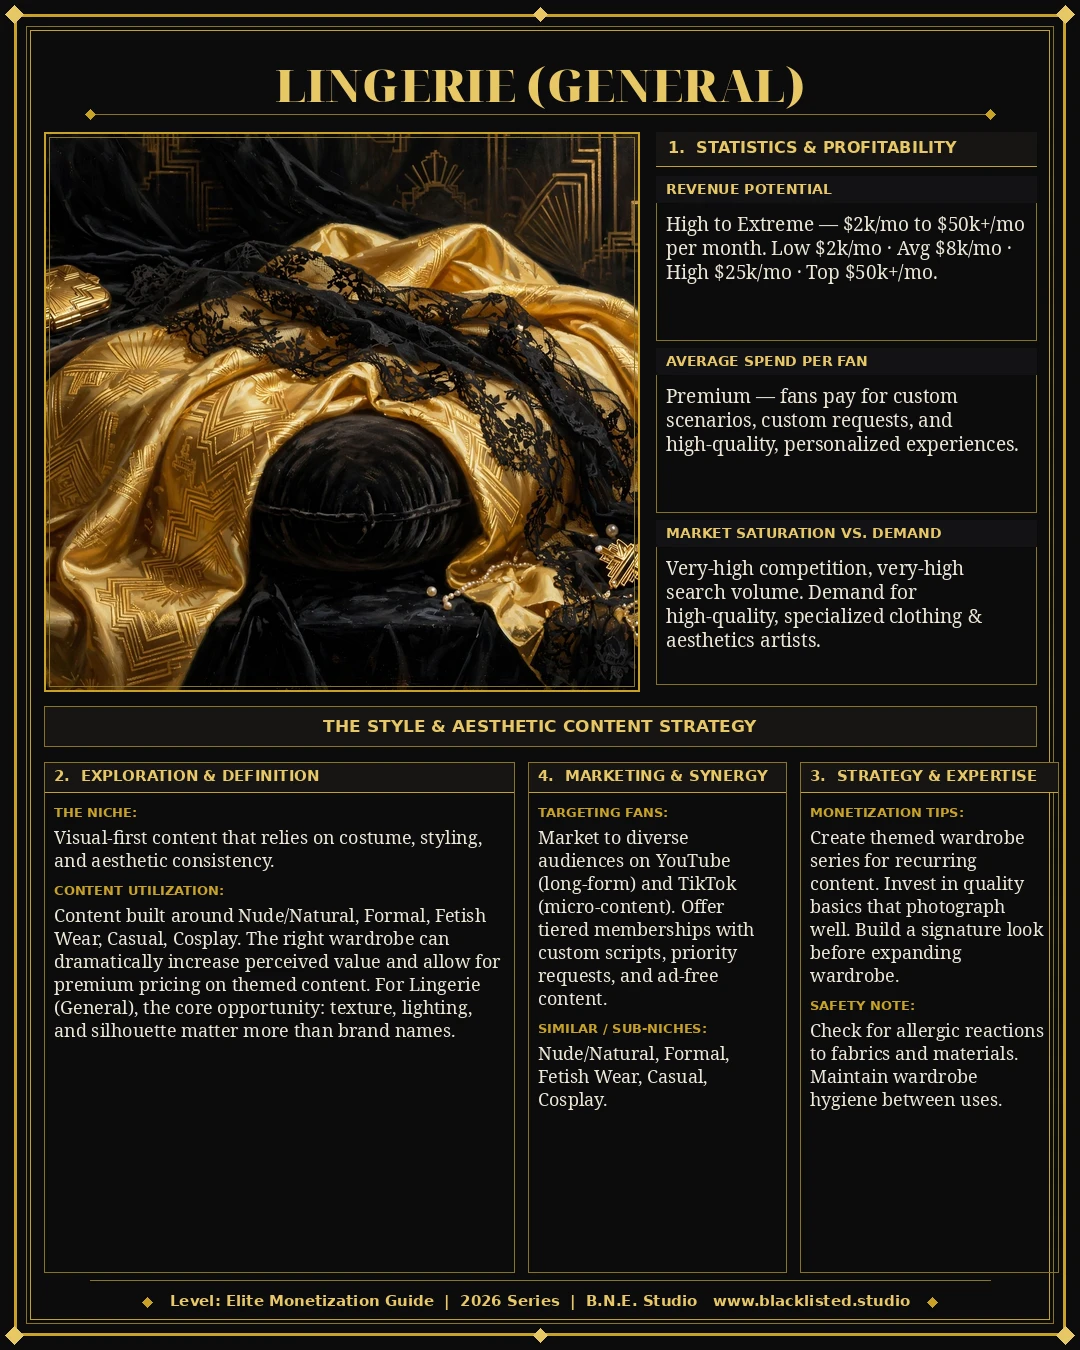 LINGERIE (GENERAL)
1. STATISTICS & PROFITABILITY
REVENUE POTENTIAL
High to Extreme — $2k/mo to $50k+/mo
per month. Low $2k/mo · Avg $8k/mo ·
High $25k/mo · Top $50k+/mo.
AVERAGE SPEND PER FAN
Premium — fans pay for custom
scenarios, custom requests, and
high-quality, personalized experiences.
MARKET SATURATION VS. DEMAND
Very-high competition, very-high
search volume. Demand for
high-quality, specialized clothing &
aesthetics artists.
THE STYLE & AESTHETIC CONTENT STRATEGY
2. EXPLORATION & DEFINITION
THE NICHE:
Visual-first content that relies on costume, styling,
and aesthetic consistency.
CONTENT UTILIZATION:
Content built around Nude/Natural, Formal, Fetish
Wear, Casual, Cosplay. The right wardrobe can
dramatically increase perceived value and allow for
premium pricing on themed content. For Lingerie
(General), the core opportunity: texture, lighting,
and silhouette matter more than brand names.
4. MARKETING & SYNERGY
TARGETING FANS:
Market to diverse
audiences on YouTube
(long-form) and TikTok
(micro-content). Offer
tiered memberships with
custom scripts, priority
requests, and ad-free
content.
SIMILAR / SUB-NICHES:
Nude/Natural, Formal,
Fetish Wear, Casual,
Cosplay.
3. STRATEGY & EXPERTISE
MONETIZATION TIPS:
Create themed wardrobe
series for recurring
content. Invest in quality
basics that photograph
well. Build a signature look
before expanding
wardrobe.
SAFETY NOTE:
Check for allergic reactions
to fabrics and materials.
Maintain wardrobe
hygiene between uses.
Level: Elite Monetization Guide | 2026 Series | B.N.E. Studio www.blacklisted.studio